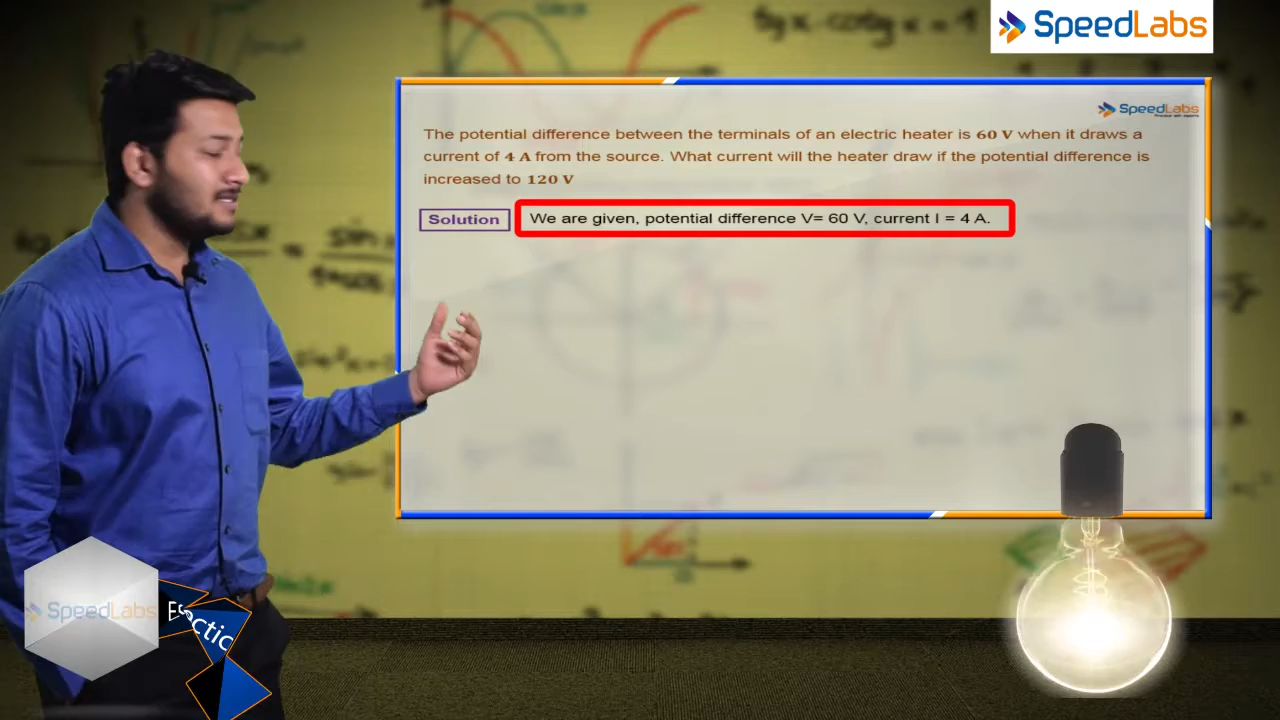 SpeedLabs
SpeedLabs
The potential difference between the terminals of an electric heater is 60 V when it draws a
current of 4 A from the source. What current will the heater draw if the potential difference is
increased to 120 V
Solution
We are given, potential difference V= 60 V, current I = 4 A.
SpeedLabs